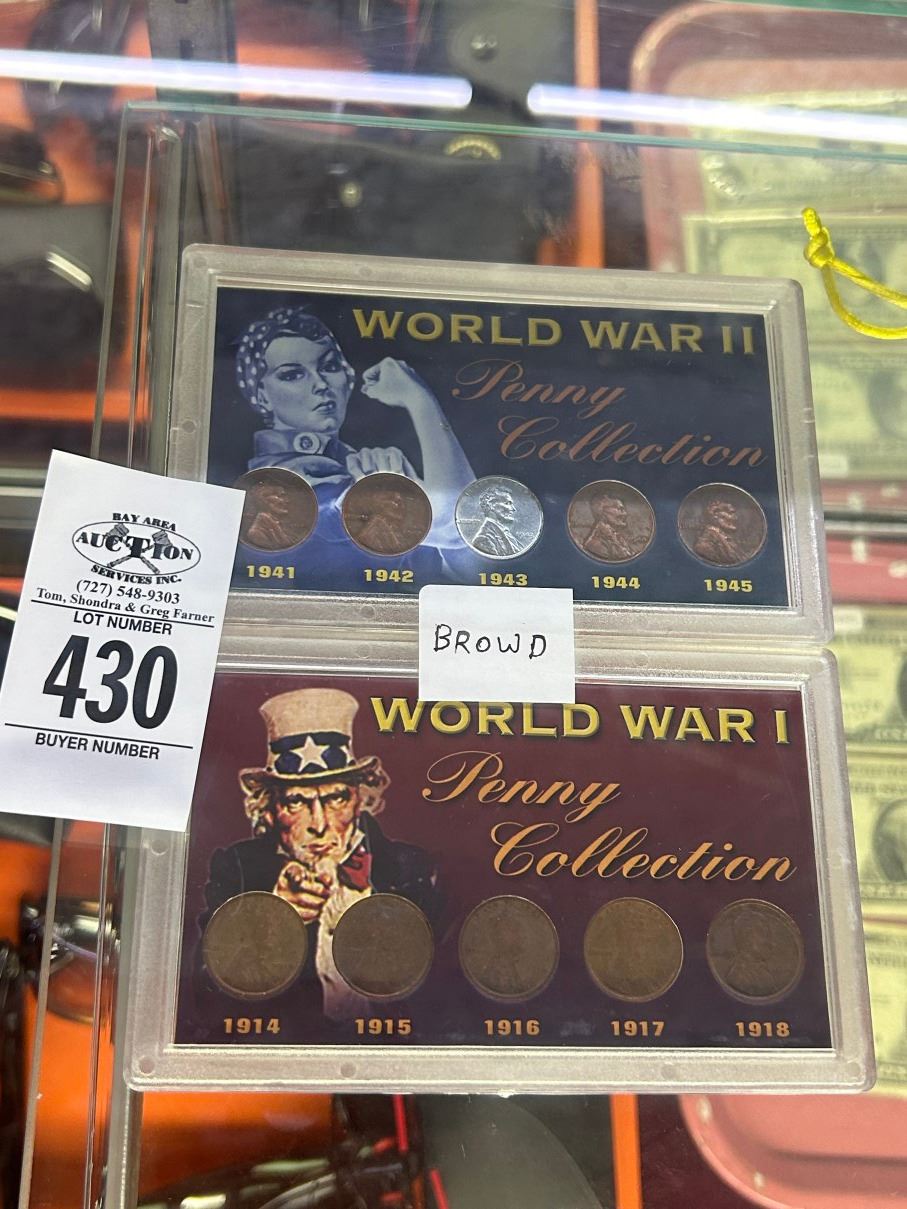 WORLD WAR II
Penny
Collection
1941 1942 1943 1944 1945
BAY AREA
AUCTION
SERVICES INC.
(727) 548-9303
Tom, Shondra & Greg Farner
LOT NUMBER
430
BUYER NUMBER
BROWD
WORLD WAR I
Penny
Collection
1914 1915 1916 1917 1918